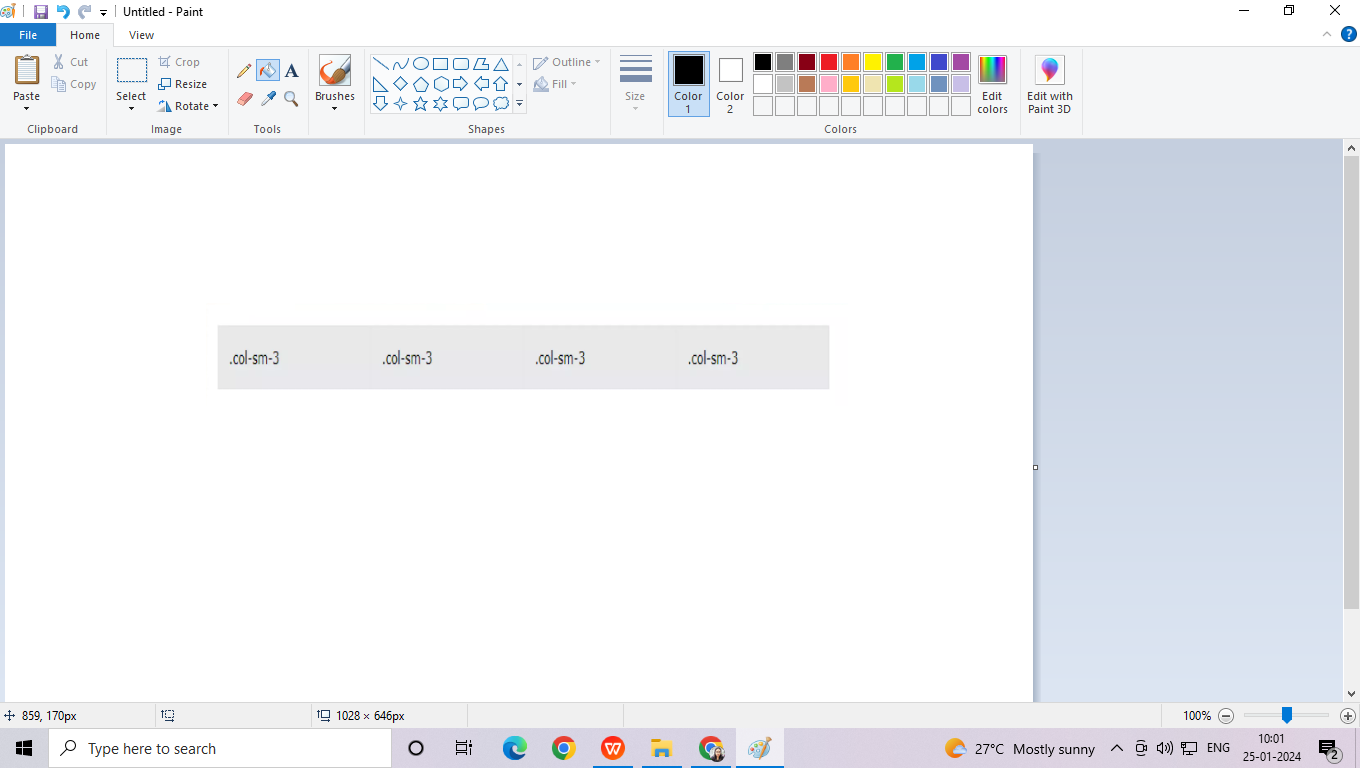 Untitled - Paint
File Home View
Paste
Cut
Copy
Clipboard
Select
Crop
Resize
Rotate
Image
A
Tools
Brushes
Outline
Fill
Shapes
Size
Color 1
Color 2
Edit colors
Colors
Edit with Paint 3D
?
.col-sm-3 .col-sm-3 .col-sm-3 .col-sm-3
859, 170px 1028 × 646px 100%
Type here to search
W
27°C Mostly sunny
ENG
10:01
25-01-2024
2